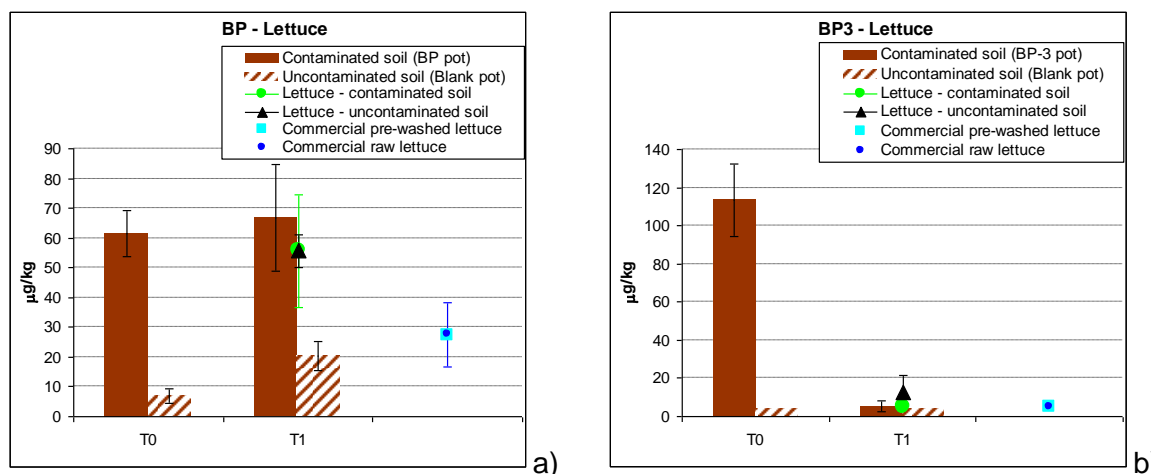 BP - Lettuce
Contaminated soil (BP pot)
Uncontaminated soil (Blank pot)
Lettuce - contaminated soil
Lettuce - uncontaminated soil
Commercial pre-washed lettuce
Commercial raw lettuce
µg/kg
90
80
70
60
50
40
30
20
10
0
T0 T1
a)
BP3 - Lettuce
Contaminated soil (BP-3 pot)
Uncontaminated soil (Blank pot)
Lettuce - contaminated soil
Lettuce - uncontaminated soil
Commercial pre-washed lettuce
Commercial raw lettuce
µg/kg
140
120
100
80
60
40
20
0
T0 T1
b